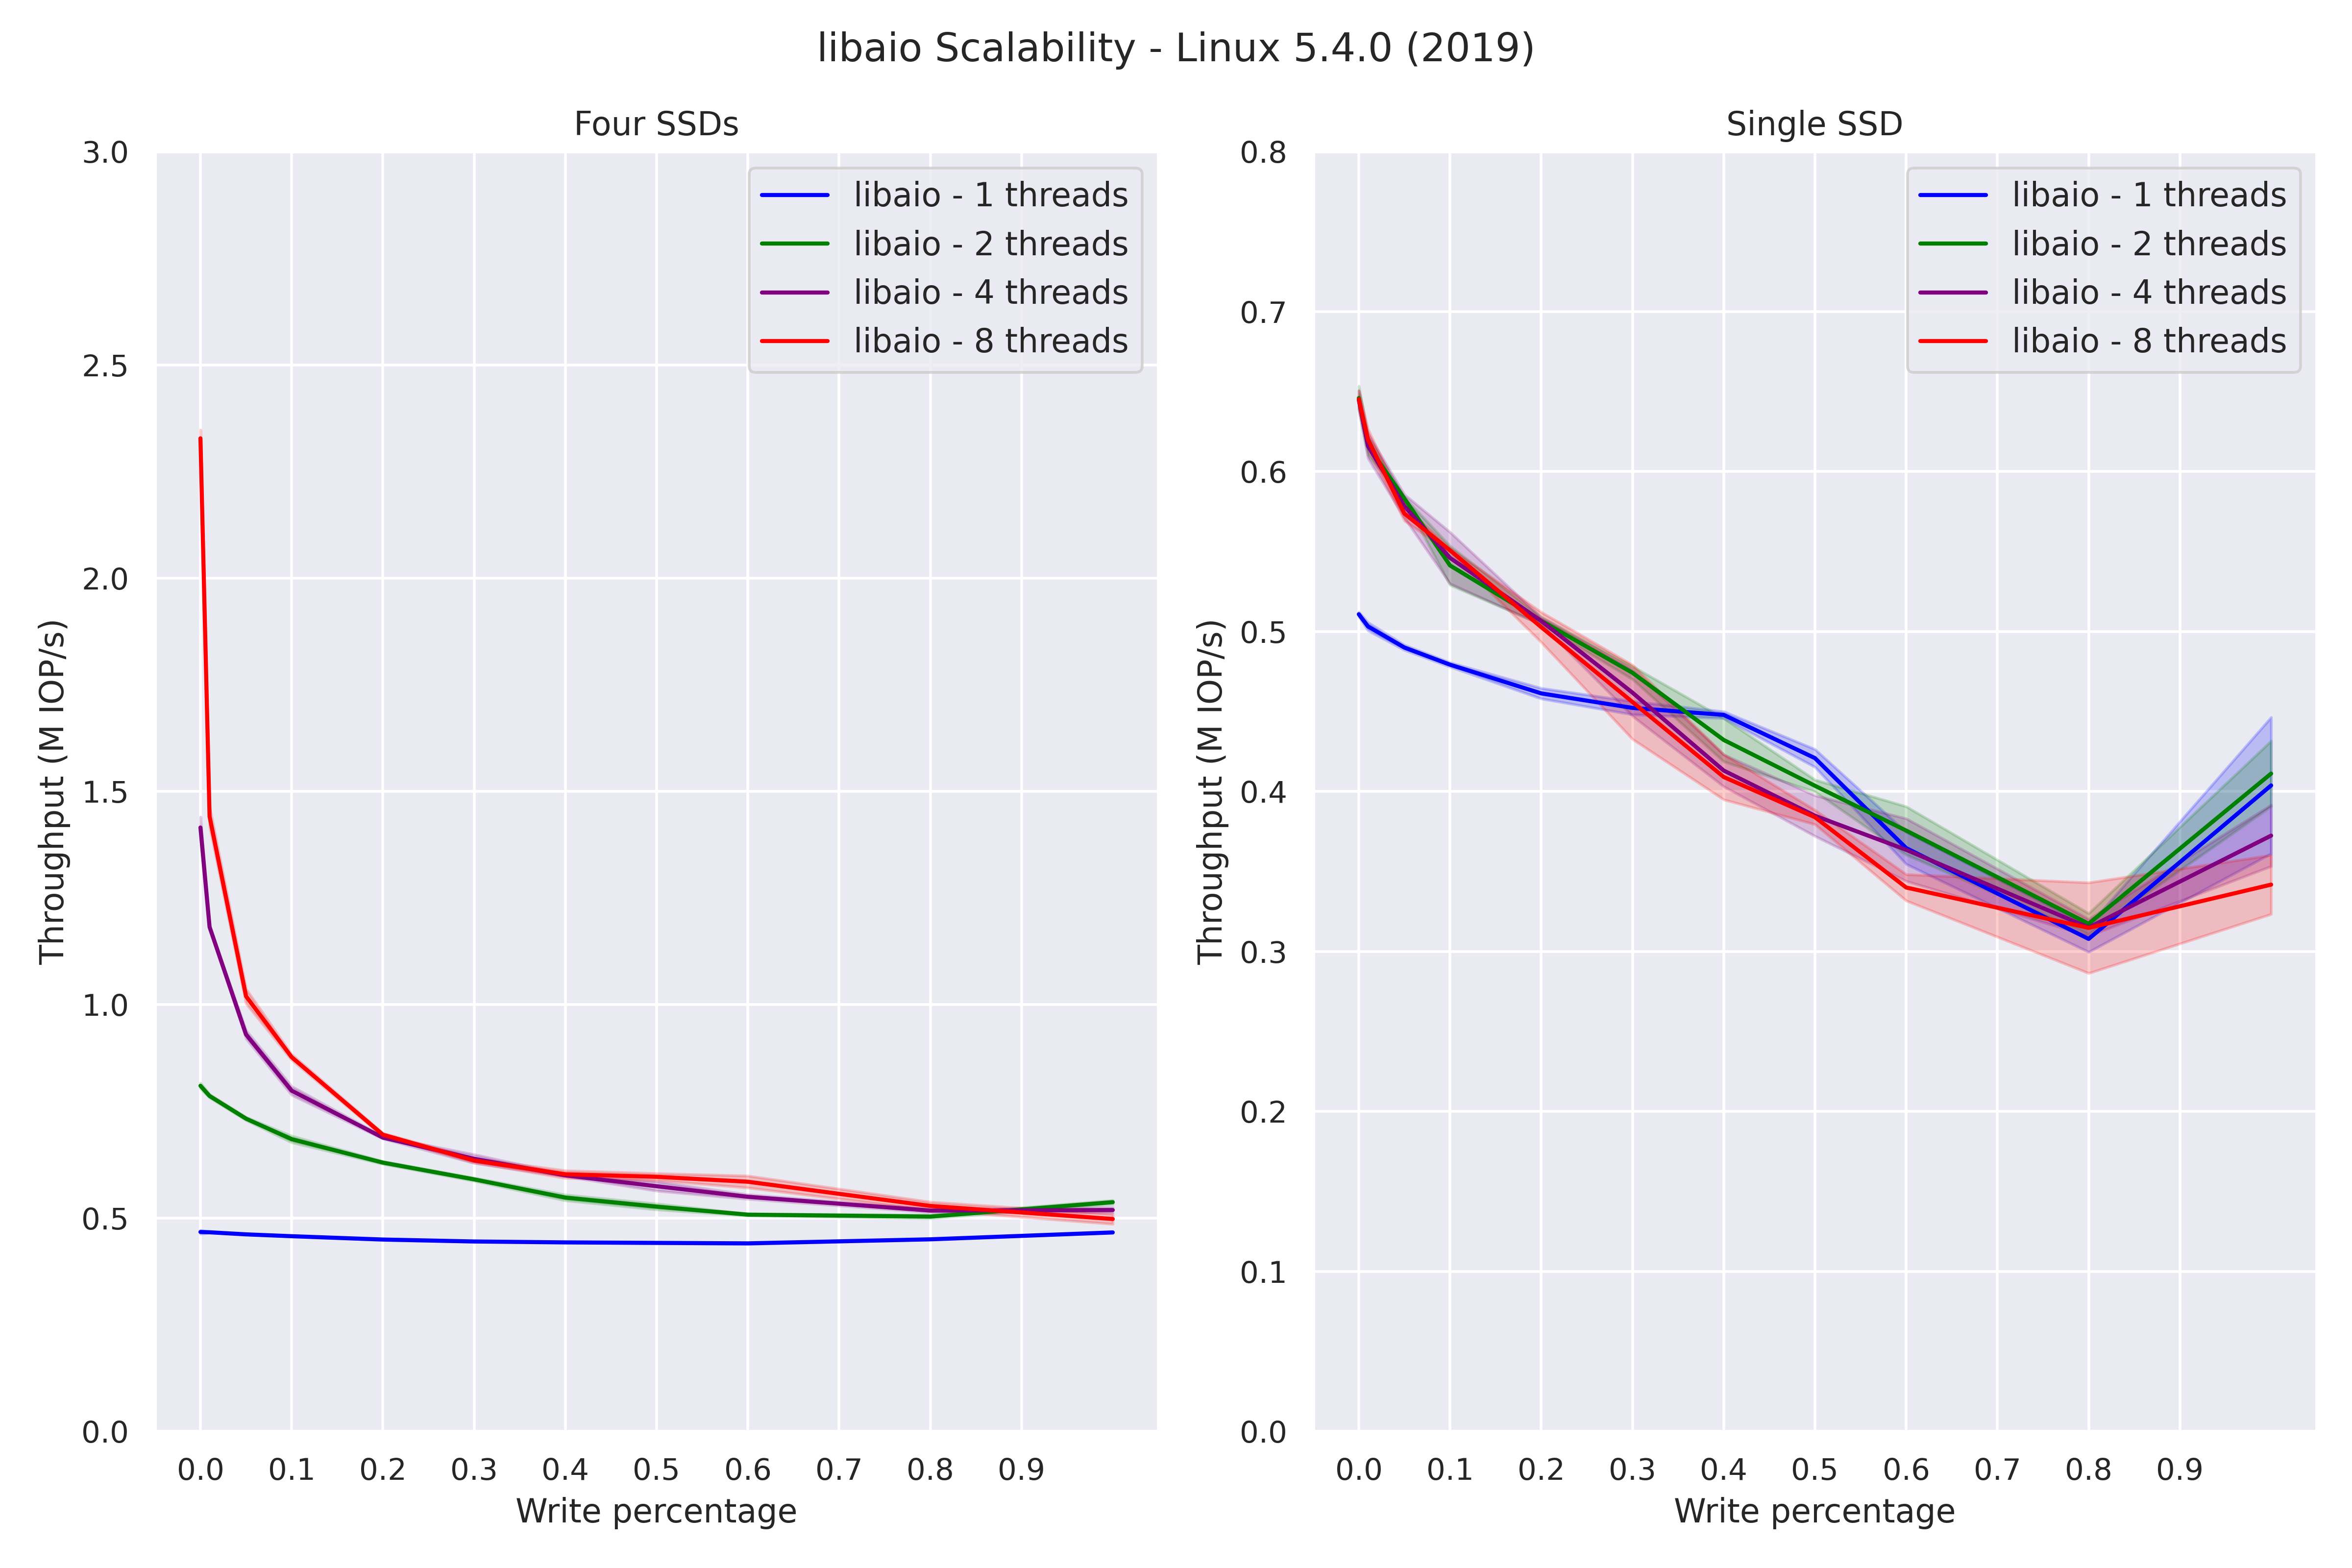 libaio Scalability - Linux 5.4.0 (2019)
Four SSDs
3.0
2.5
2.0
1.5
1.0
0.5
0.0
Throughput (M IOP/s)
libaio - 1 threads
libaio - 2 threads
libaio - 4 threads
libaio - 8 threads
0.0 0.1 0.2 0.3 0.4 0.5 0.6 0.7 0.8 0.9
Write percentage
Single SSD
0.8
0.7
0.6
0.5
0.4
0.3
0.2
0.1
0.0
Throughput (M IOP/s)
libaio - 1 threads
libaio - 2 threads
libaio - 4 threads
libaio - 8 threads
0.0 0.1 0.2 0.3 0.4 0.5 0.6 0.7 0.8 0.9
Write percentage